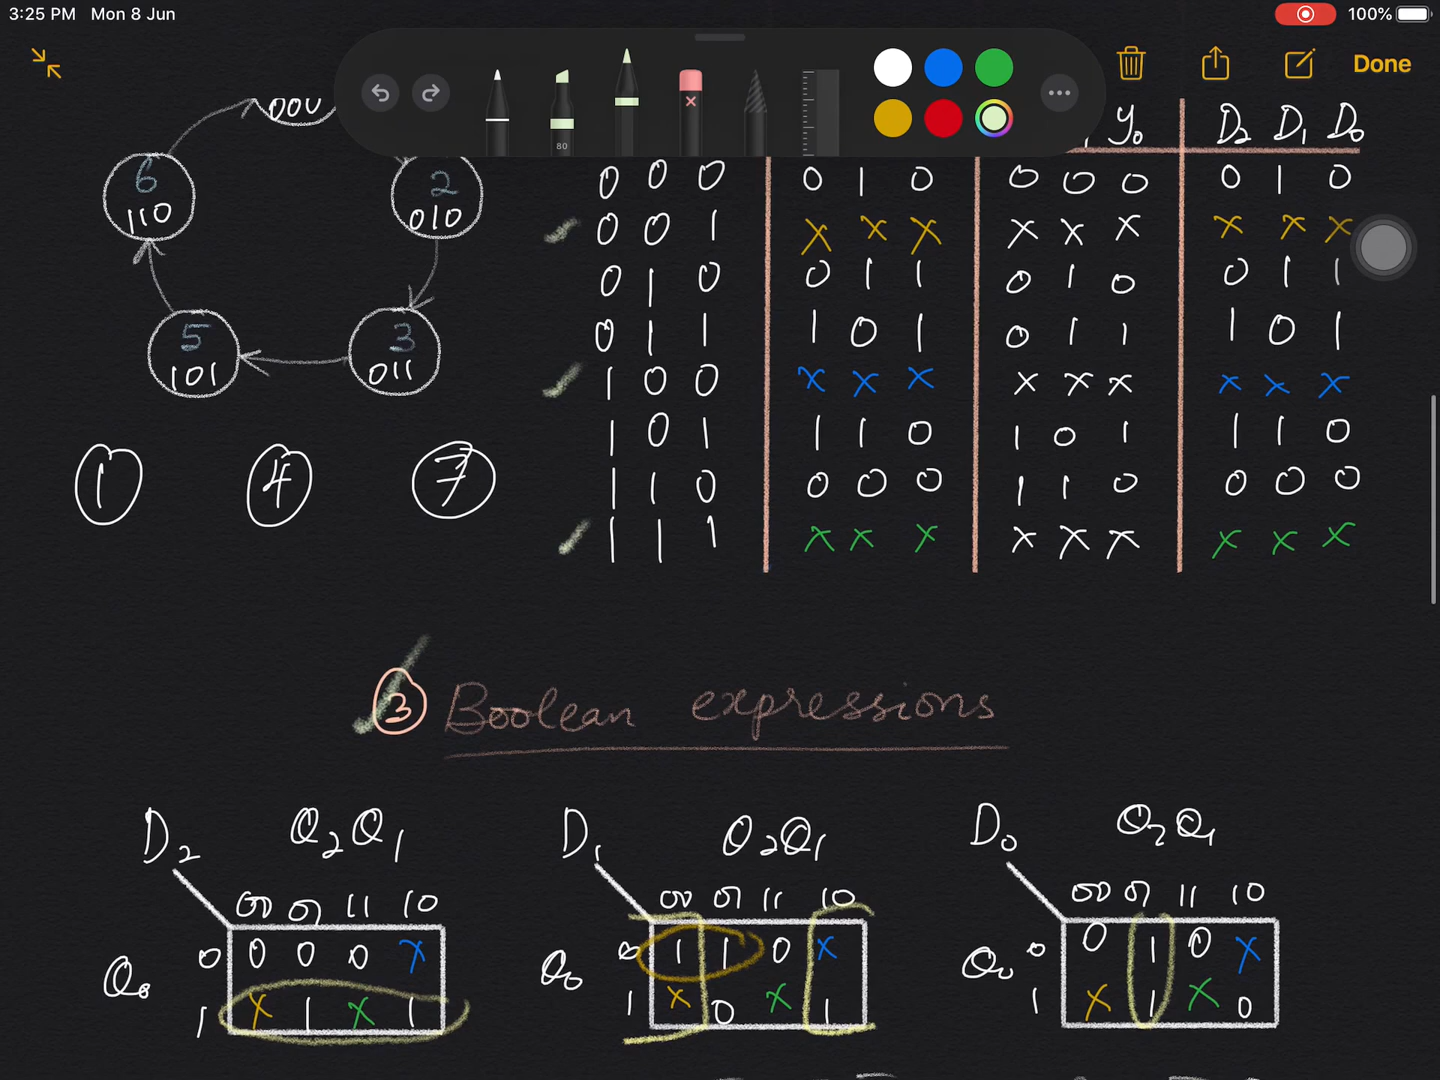 3:25 PM Mon 8 Jun
100%
80
Done
000
Y₀ D₂ D₁ D₀
6
110
2
010
5
101
3
011
1 4 7
0 0 0 0 1 0 0 0 0 0 1 0
0 0 1 X X X X X X X X X
0 1 0 0 1 1 0 1 0 0 1 1
0 1 1 1 0 1 0 1 1 1 0 1
1 0 0 X X X X X X X X X
1 0 1 1 1 0 1 0 1 1 1 0
1 1 0 0 0 0 1 1 0 0 0 0
1 1 1 X X X X X X X X X
3 Boolean expressions
D₂ Q₂Q₁
00 01 11 10
0 0 0 0 X
Q₀
1 X 1 X 1
D₁ Q₂Q₁
00 01 11 10
0 1 1 0 X
Q₀
1 X 0 X 1
D₀ Q₂Q₁
00 01 11 10
0 0 1 0 X
Q₀
1 X 1 X 0